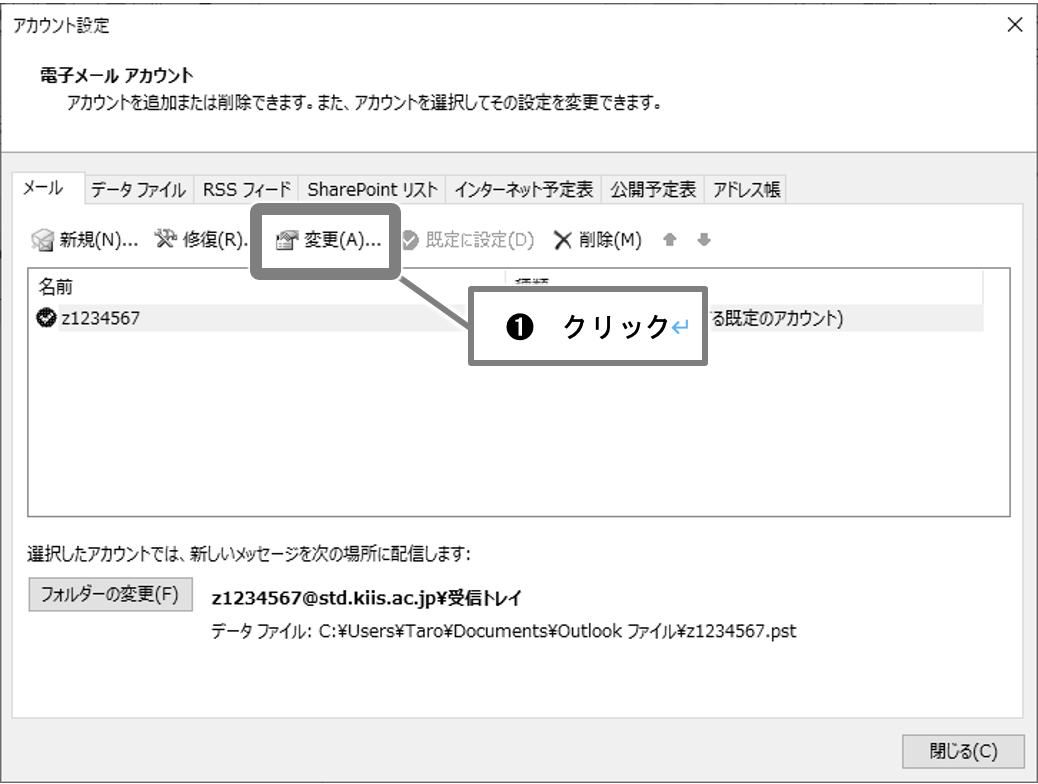 アカウント設定
電子メール アカウント
アカウントを追加または削除できます。また、アカウントを選択してその設定を変更できます。
メール データ ファイル RSS フィード SharePoint リスト インターネット予定表 公開予定表 アドレス帳
新規(N)... 修復(R). 変更(A)... 既定に設定(D) 削除(M)
名前 種類
z1234567 る既定のアカウント)
❶ クリック↵
選択したアカウントでは、新しいメッセージを次の場所に配信します:
フォルダーの変更(F) z1234567@std.kiis.ac.jp¥受信トレイ
データ ファイル: C:¥Users¥Taro¥Documents¥Outlook ファイル¥z1234567.pst
閉じる(C)